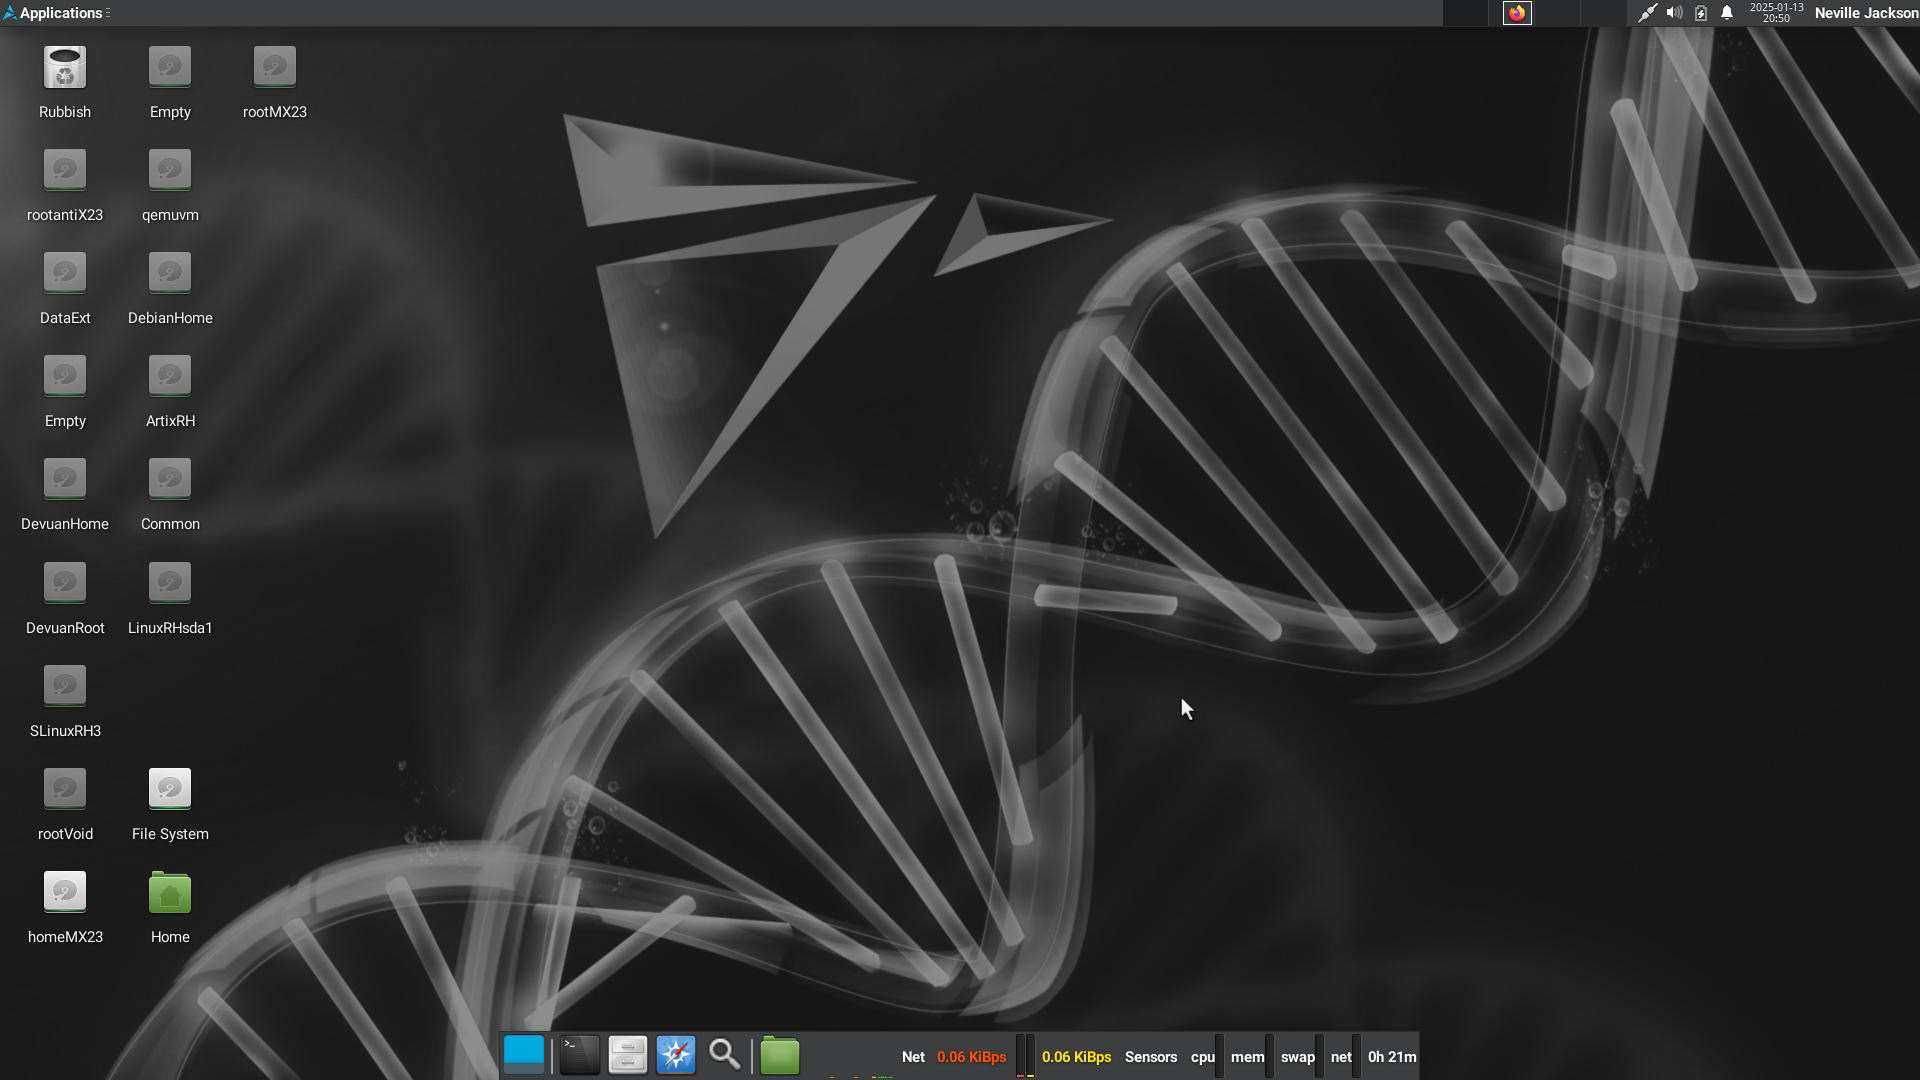 Applications
2025-01-13
20:50
Neville Jackson
Rubbish
Empty
rootMX23
rootantiX23
qemuvm
DataExt
DebianHome
Empty
ArtixRH
DevuanHome
Common
DevuanRoot
LinuxRHsda1
SLinuxRH3
rootVoid
File System
homeMX23
Home
Net 0.06 KiBps 0.06 KiBps Sensors cpu mem swap net 0h 21m